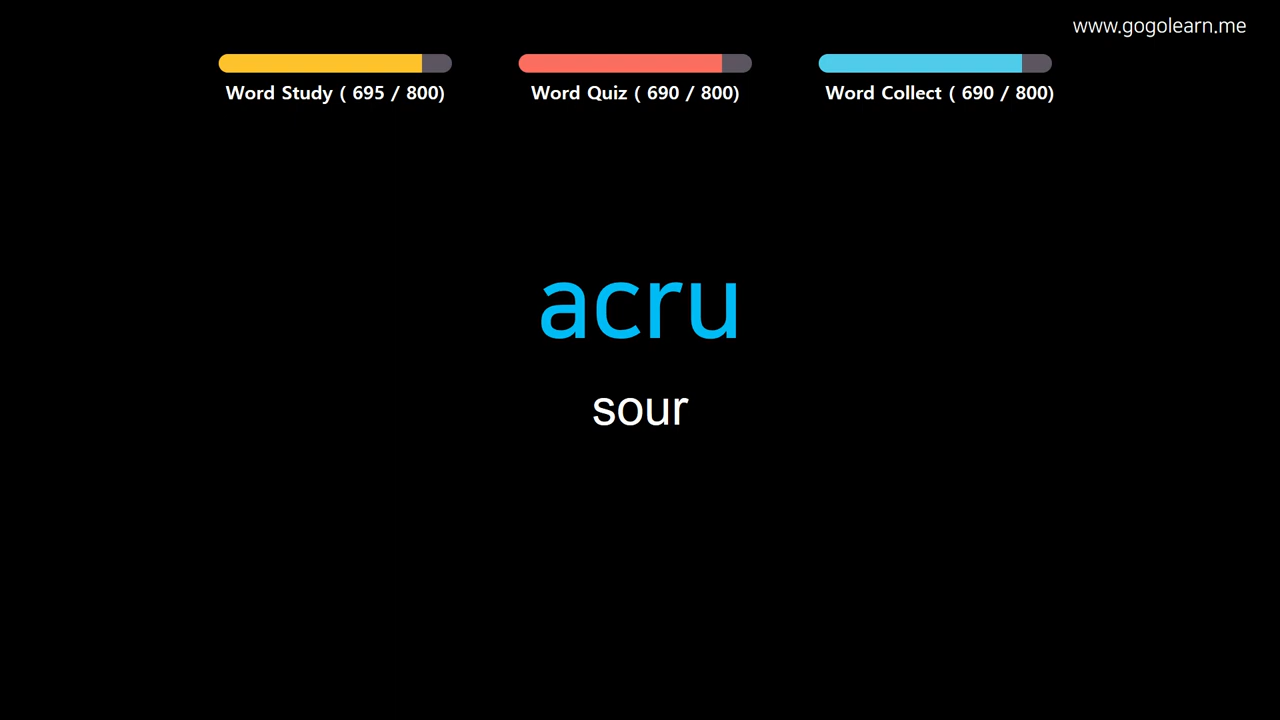 www.gogolearn.me
Word Study ( 695 / 800)
Word Quiz ( 690 / 800)
Word Collect ( 690 / 800)
acru
sour